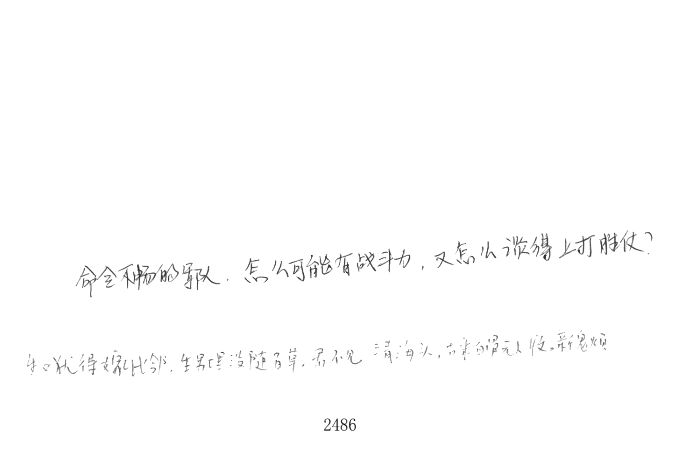 命令不畅的军队，怎么可能有战斗力，又怎么谈得上打胜仗？
生女犹得嫁比邻，生男埋没随百草。君不见青海头，古来白骨无人收。新鬼烦
2486